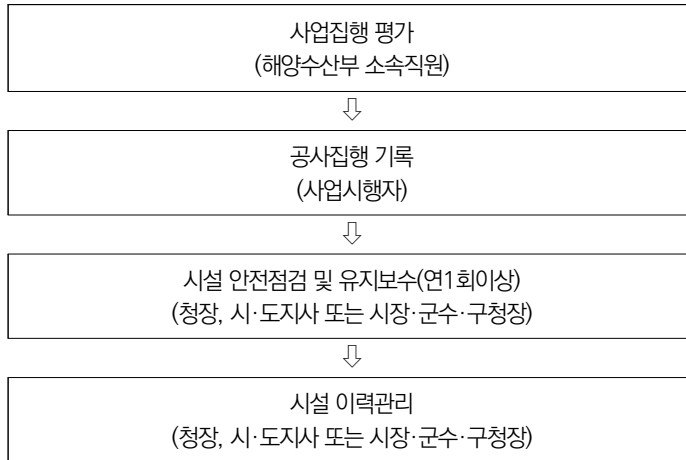 사업집행 평가
(해양수산부 소속직원)
⇩
공사집행 기록
(사업시행자)
⇩
시설 안전점검 및 유지보수(연1회이상)
(청장, 시·도지사 또는 시장·군수·구청장)
⇩
시설 이력관리
(청장, 시·도지사 또는 시장·군수·구청장)